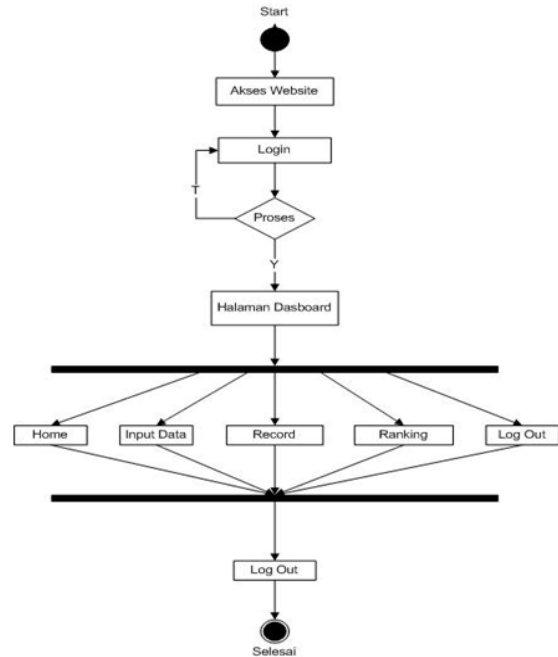 Start
Akses Website
Login
T
Proses
Y
Halaman Dasboard
Home
Input Data
Record
Ranking
Log Out
Log Out
Selesai